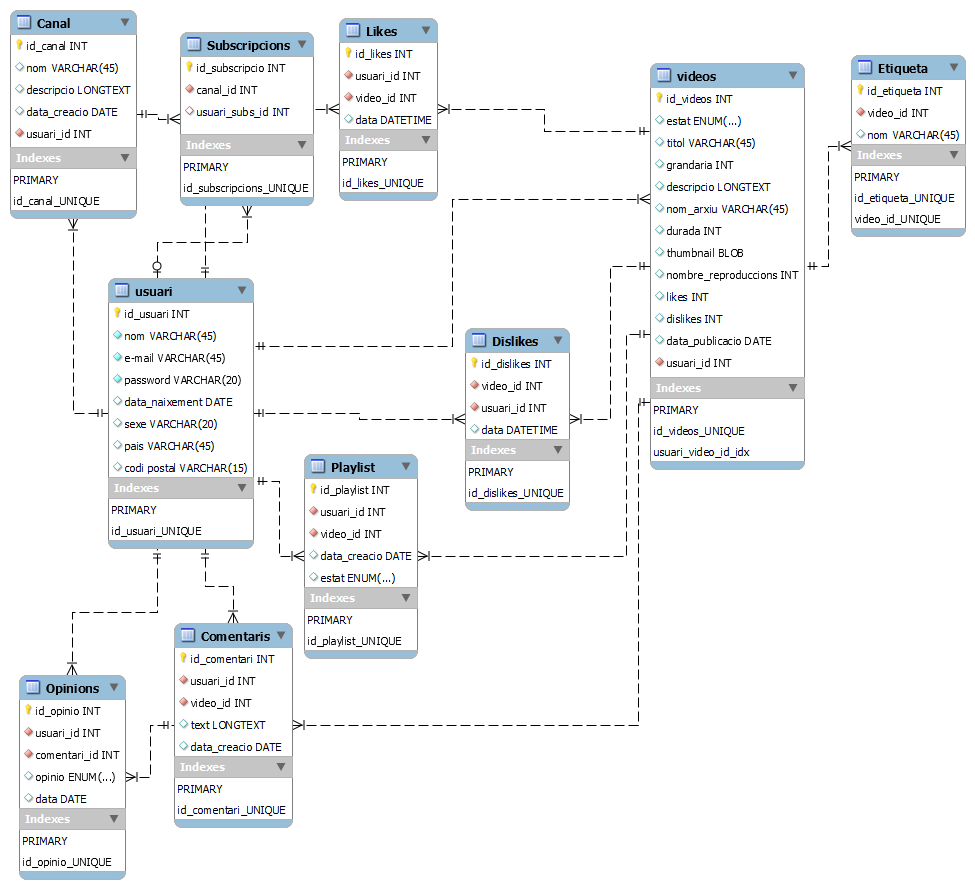 Canal
id_canal INT
nom VARCHAR(45)
descripcio LONGTEXT
data_creacio DATE
usuari_id INT
Indexes
PRIMARY
id_canal_UNIQUE
Subscripcions
id_subscripcio INT
canal_id INT
usuari_subs_id INT
Indexes
PRIMARY
id_subscripcions_UNIQUE
Likes
id_likes INT
usuari_id INT
video_id INT
data DATETIME
Indexes
PRIMARY
id_likes_UNIQUE
videos
id_videos INT
estat ENUM(...)
titol VARCHAR(45)
grandaria INT
descripcio LONGTEXT
nom_arxiu VARCHAR(45)
durada INT
thumbnail BLOB
nombre_reproduccions INT
likes INT
dislikes INT
data_publicacio DATE
usuari_id INT
Indexes
PRIMARY
id_videos_UNIQUE
usuari_video_id_idx
Etiqueta
id_etiqueta INT
video_id INT
nom VARCHAR(45)
Indexes
PRIMARY
id_etiqueta_UNIQUE
video_id_UNIQUE
usuari
id_usuari INT
nom VARCHAR(45)
e-mail VARCHAR(45)
password VARCHAR(20)
data_naixement DATE
sexe VARCHAR(20)
pais VARCHAR(45)
codi postal VARCHAR(15)
Indexes
PRIMARY
id_usuari_UNIQUE
Dislikes
id_dislikes INT
video_id INT
usuari_id INT
data DATETIME
Indexes
PRIMARY
id_dislikes_UNIQUE
Playlist
id_playlist INT
usuari_id INT
video_id INT
data_creacio DATE
estat ENUM(...)
Indexes
PRIMARY
id_playlist_UNIQUE
Comentaris
id_comentari INT
usuari_id INT
video_id INT
text LONGTEXT
data_creacio DATE
Indexes
PRIMARY
id_comentari_UNIQUE
Opinions
id_opinio INT
usuari_id INT
comentari_id INT
opinio ENUM(...)
data DATE
Indexes
PRIMARY
id_opinio_UNIQUE